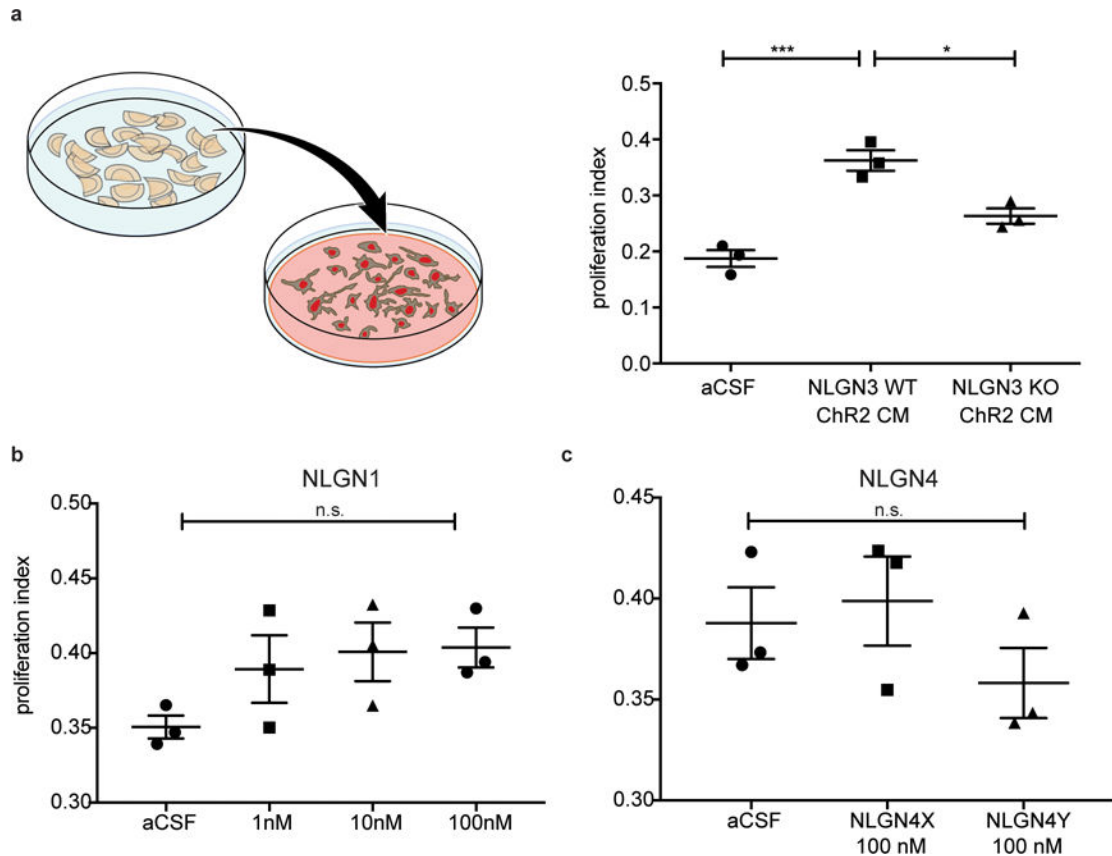 a
***
*
0.5
0.4
0.3
0.2
0.1
0.0
proliferation index
aCSF
NLGN3 WT
ChR2 CM
NLGN3 KO
ChR2 CM
b
NLGN1
n.s.
0.50
0.45
0.40
0.35
0.30
proliferation index
aCSF
1nM
10nM
100nM
c
NLGN4
n.s.
0.45
0.40
0.35
0.30
aCSF
NLGN4X
100 nM
NLGN4Y
100 nM